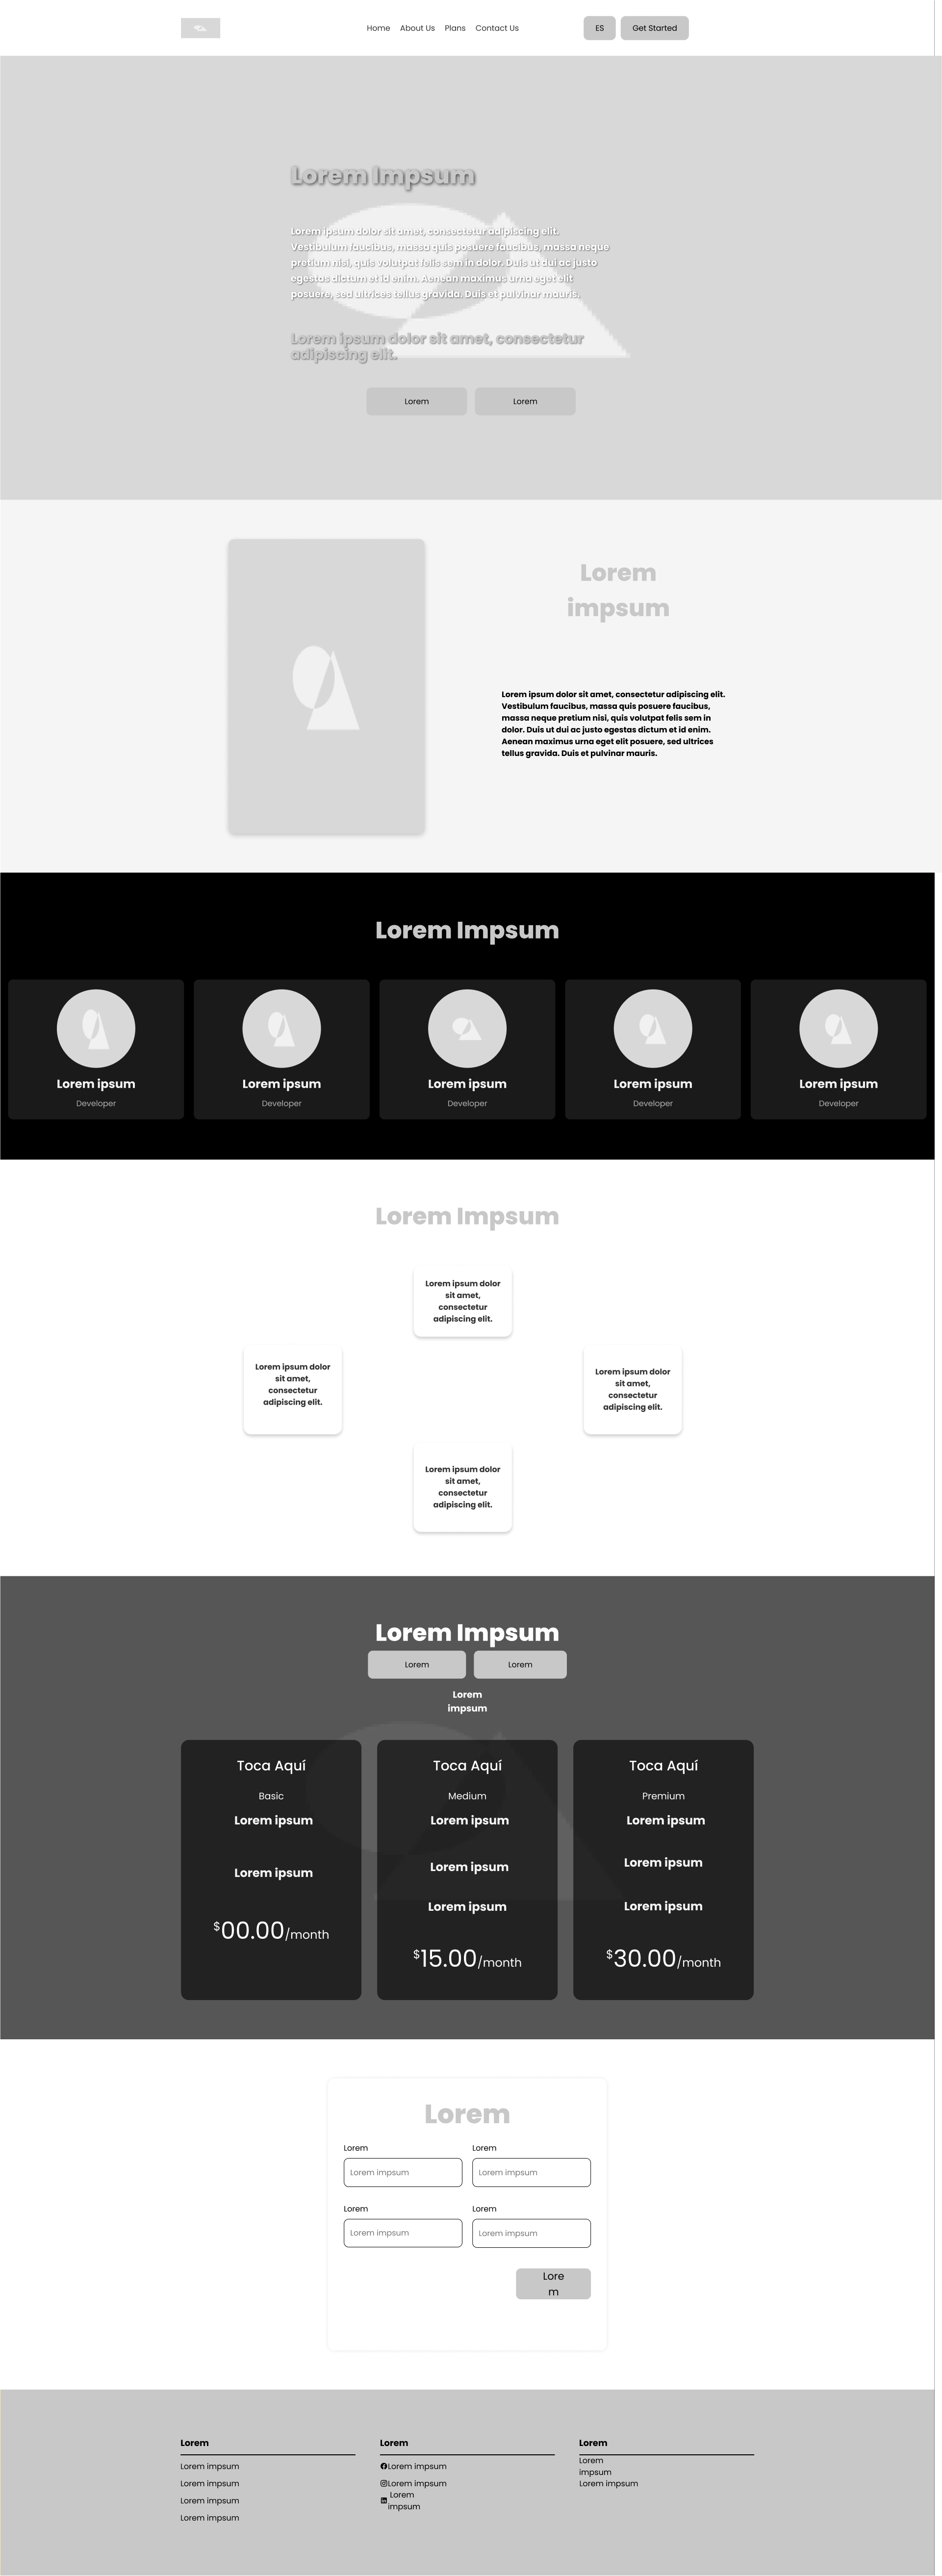 Home About Us Plans Contact Us ES Get Started
Lorem Impsum
Lorem ipsum dolor sit amet, consectetur adipiscing elit.
Vestibulum faucibus, massa quis posuere faucibus, massa neque
pretium nisi, quis volutpat felis sem in dolor. Duis ut dui ac justo
egestas dictum et id enim. Aenean maximus urna eget elit
posuere, sed ultrices tellus gravida. Duis et pulvinar mauris.
Lorem ipsum dolor sit amet, consectetur
adipiscing elit.
Lorem Lorem
Lorem
impsum
Lorem ipsum dolor sit amet, consectetur adipiscing elit.
Vestibulum faucibus, massa quis posuere faucibus,
massa neque pretium nisi, quis volutpat felis sem in
dolor. Duis ut dui ac justo egestas dictum et id enim.
Aenean maximus urna eget elit posuere, sed ultrices
tellus gravida. Duis et pulvinar mauris.
Lorem Impsum
Lorem ipsum Lorem ipsum Lorem ipsum Lorem ipsum Lorem ipsum
Developer Developer Developer Developer Developer
Lorem Impsum
Lorem ipsum dolor
sit amet,
consectetur
adipiscing elit.
Lorem ipsum dolor
sit amet,
consectetur
adipiscing elit.
Lorem ipsum dolor
sit amet,
consectetur
adipiscing elit.
Lorem ipsum dolor
sit amet,
consectetur
adipiscing elit.
Lorem Impsum
Lorem Lorem
Lorem
impsum
Toca Aquí
Basic
Lorem ipsum
Lorem ipsum
$00.00/month
Toca Aquí
Medium
Lorem ipsum
Lorem ipsum
Lorem ipsum
$15.00/month
Toca Aquí
Premium
Lorem ipsum
Lorem ipsum
Lorem ipsum
$30.00/month
Lorem
Lorem Lorem
Lorem impsum Lorem impsum
Lorem Lorem
Lorem impsum Lorem impsum
Lore
m
Lorem
Lorem impsum
Lorem impsum
Lorem impsum
Lorem impsum
Lorem
Lorem impsum
Lorem impsum
Lorem
impsum
Lorem
Lorem
impsum
Lorem impsum